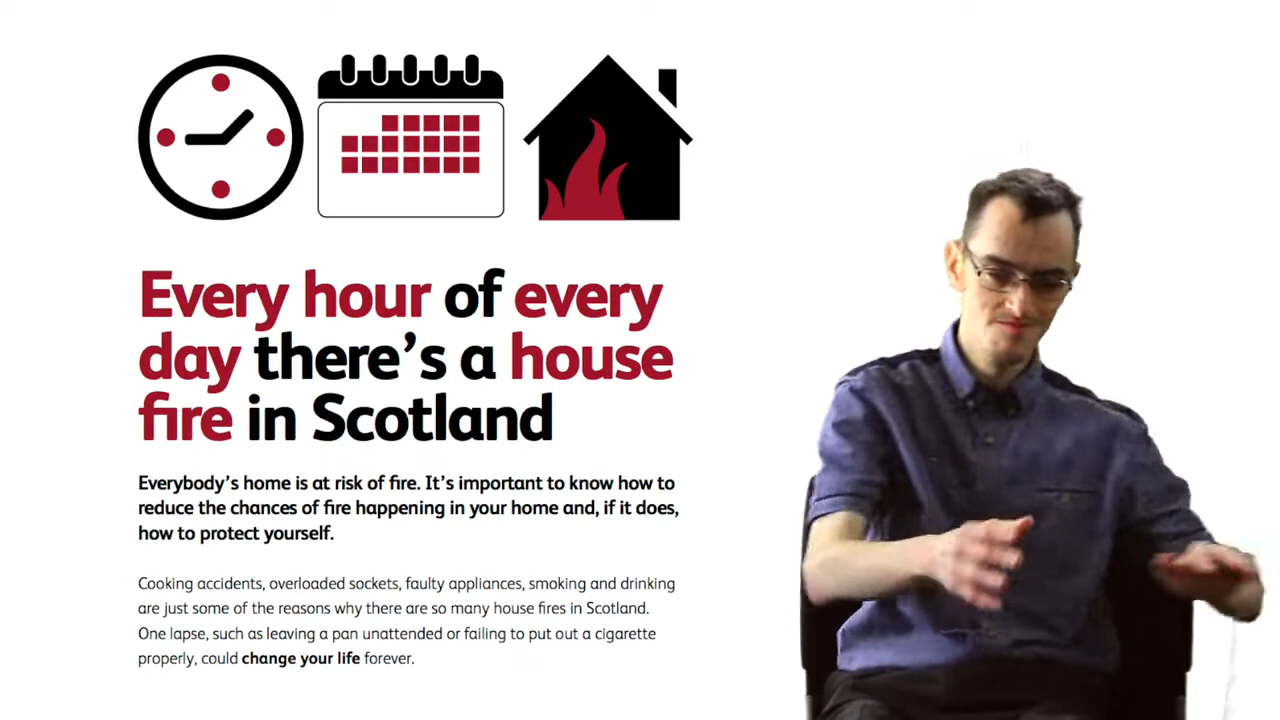 Every hour of every
day there’s a house
fire in Scotland
Everybody’s home is at risk of fire. It’s important to know how to
reduce the chances of fire happening in your home and, if it does,
how to protect yourself.
Cooking accidents, overloaded sockets, faulty appliances, smoking and drinking
are just some of the reasons why there are so many house fires in Scotland.
One lapse, such as leaving a pan unattended or failing to put out a cigarette
properly, could change your life forever.